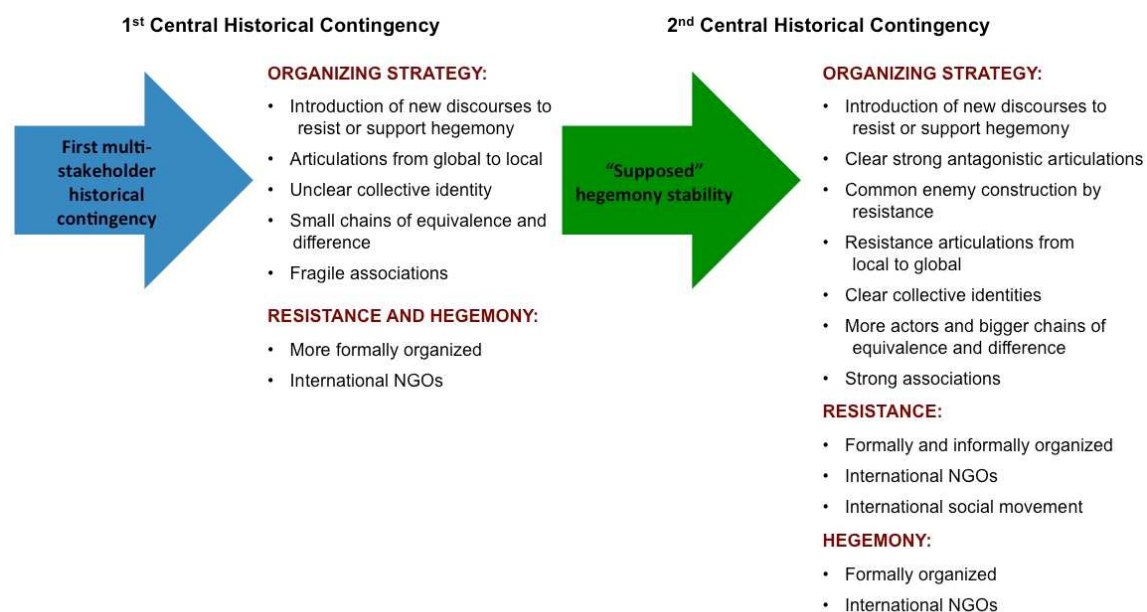 1st Central Historical Contingency
First multi-
stakeholder
historical
contingency
ORGANIZING STRATEGY:
• Introduction of new discourses to
resist or support hegemony
• Articulations from global to local
• Unclear collective identity
• Small chains of equivalence and
difference
• Fragile associations
RESISTANCE AND HEGEMONY:
• More formally organized
• International NGOs
2nd Central Historical Contingency
“Supposed”
hegemony stability
ORGANIZING STRATEGY:
• Introduction of new discourses to
resist or support hegemony
• Clear strong antagonistic articulations
• Common enemy construction by
resistance
• Resistance articulations from
local to global
• Clear collective identities
• More actors and bigger chains of
equivalence and difference
• Strong associations
RESISTANCE:
• Formally and informally organized
• International NGOs
• International social movement
HEGEMONY:
• Formally organized
• International NGOs